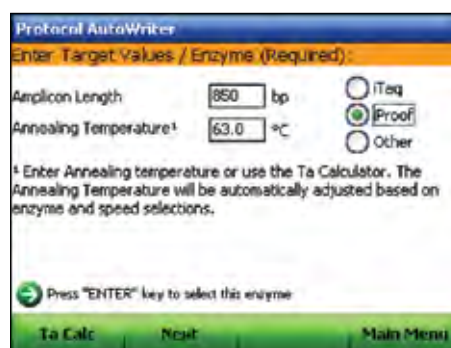 Protocol AutoWriter
Enter Target Values / Enzyme (Required):
Amplicon Length 850 bp
Annealing Temperature¹ 63.0 °C
iTaq
iProof
Other
¹ Enter Annealing temperature or use the Ta Calculator. The
Annealing Temperature will be automatically adjusted based on
enzyme and speed selections.
Press "ENTER" key to select this enzyme
Ta Calc Next Main Menu